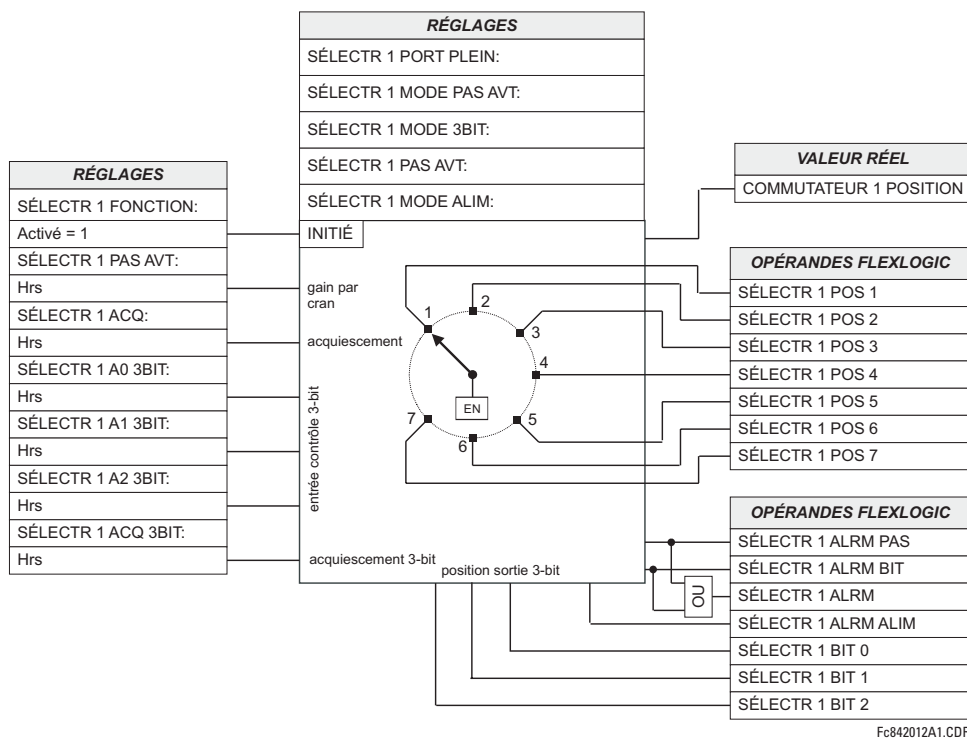 RÉGLAGES
SÉLECTR 1 PORT PLEIN:
SÉLECTR 1 MODE PAS AVT:
SÉLECTR 1 MODE 3BIT:
SÉLECTR 1 PAS AVT:
SÉLECTR 1 MODE ALIM:
RÉGLAGES
SÉLECTR 1 FONCTION:
Activé = 1
SÉLECTR 1 PAS AVT:
Hrs
SÉLECTR 1 ACQ:
Hrs
SÉLECTR 1 A0 3BIT:
Hrs
SÉLECTR 1 A1 3BIT:
Hrs
SÉLECTR 1 A2 3BIT:
Hrs
SÉLECTR 1 ACQ 3BIT:
Hrs
INITIÉ
gain par
cran
acquiescement
entrée contrôle 3-bit
acquiescement 3-bit
position sortie 3-bit
1
2
3
4
5
6
7
EN
VALEUR RÉEL
COMMUTATEUR 1 POSITION
OPÉRANDES FLEXLOGIC
SÉLECTR 1 POS 1
SÉLECTR 1 POS 2
SÉLECTR 1 POS 3
SÉLECTR 1 POS 4
SÉLECTR 1 POS 5
SÉLECTR 1 POS 6
SÉLECTR 1 POS 7
OPÉRANDES FLEXLOGIC
SÉLECTR 1 ALRM PAS
SÉLECTR 1 ALRM BIT
SÉLECTR 1 ALRM
SÉLECTR 1 ALRM ALIM
SÉLECTR 1 BIT 0
SÉLECTR 1 BIT 1
SÉLECTR 1 BIT 2
OU
Fc842012A1.CDR